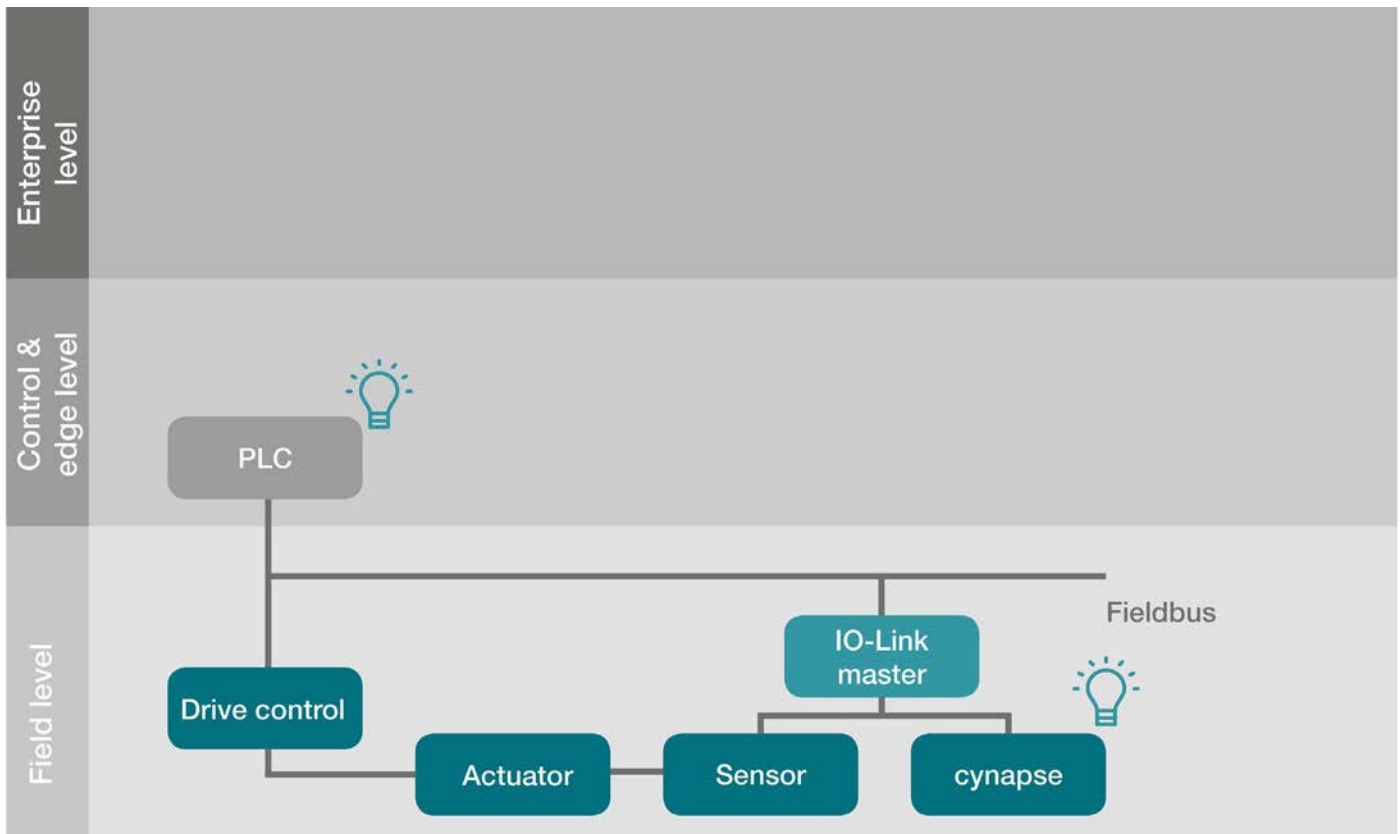 Enterprise
level
Control &
edge level
PLC
Field level
Fieldbus
IO-Link
master
Drive control
Actuator
Sensor
cynapse